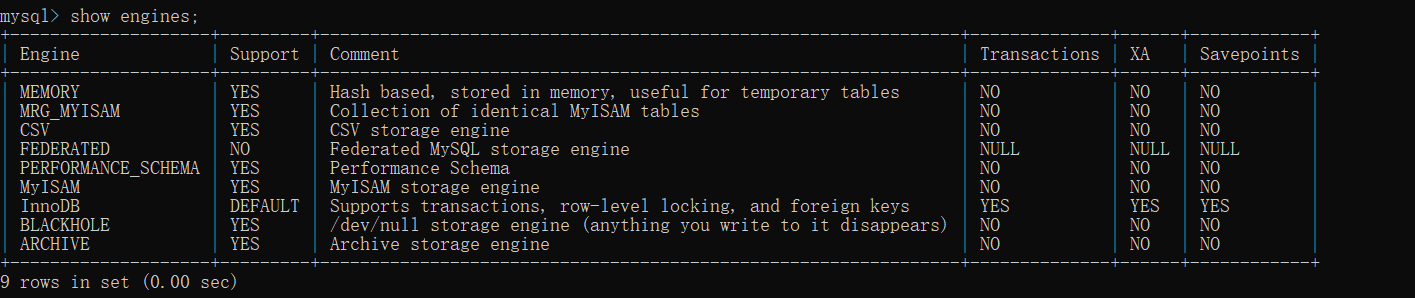 mysql> show engines;
+--------------------+---------+----------------------------------------------------------------+--------------+------+------------+
| Engine             | Support | Comment                                                        | Transactions | XA   | Savepoints |
+--------------------+---------+----------------------------------------------------------------+--------------+------+------------+
| MEMORY             | YES     | Hash based, stored in memory, useful for temporary tables      | NO           | NO   | NO         |
| MRG_MYISAM         | YES     | Collection of identical MyISAM tables                          | NO           | NO   | NO         |
| CSV                | YES     | CSV storage engine                                             | NO           | NO   | NO         |
| FEDERATED          | NO      | Federated MySQL storage engine                                 | NULL         | NULL | NULL       |
| PERFORMANCE_SCHEMA | YES     | Performance Schema                                             | NO           | NO   | NO         |
| MyISAM             | YES     | MyISAM storage engine                                          | NO           | NO   | NO         |
| InnoDB             | DEFAULT | Supports transactions, row-level locking, and foreign keys     | YES          | YES  | YES        |
| BLACKHOLE          | YES     | /dev/null storage engine (anything you write to it disappears) | NO           | NO   | NO         |
| ARCHIVE            | YES     | Archive storage engine                                         | NO           | NO   | NO         |
+--------------------+---------+----------------------------------------------------------------+--------------+------+------------+
9 rows in set (0.00 sec)